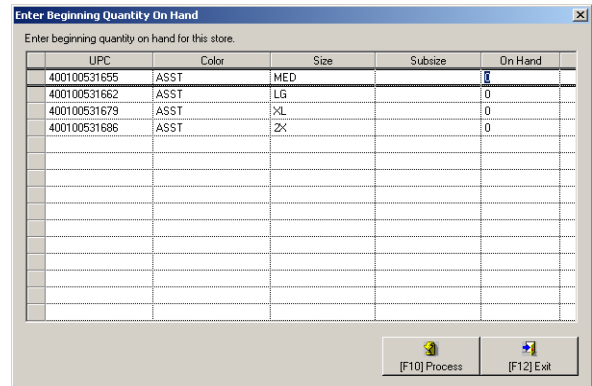 Enter Beginning Quantity On Hand
Enter beginning quantity on hand for this store.
UPC Color Size Subsize On Hand
400100531655 ASST MED 0
400100531662 ASST LG 0
400100531679 ASST XL 0
400100531686 ASST 2X 0
[F10] Process [F12] Exit